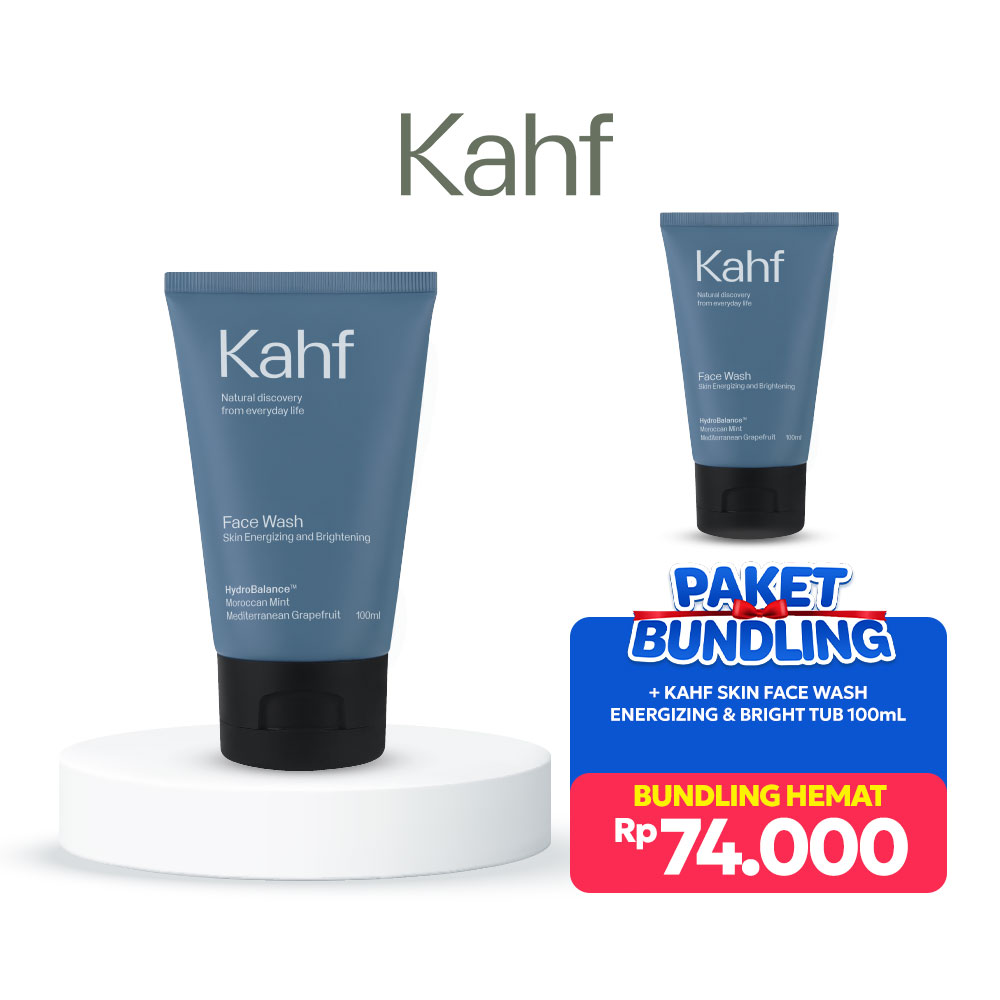 Kahf
Kahf
Natural discovery
from everyday life
Face Wash
Skin Energizing and Brightening
HydroBalance™
Moroccan Mint
Mediterranean Grapefruit 100ml
Kahf
Natural discovery
from everyday life
Face Wash
Skin Energizing and Brightening
HydroBalance™
Moroccan Mint
Mediterranean Grapefruit 100ml
PAKET
BUNDLING
+ KAHF SKIN FACE WASH
ENERGIZING & BRIGHT TUB 100mL
BUNDLING HEMAT
Rp74.000